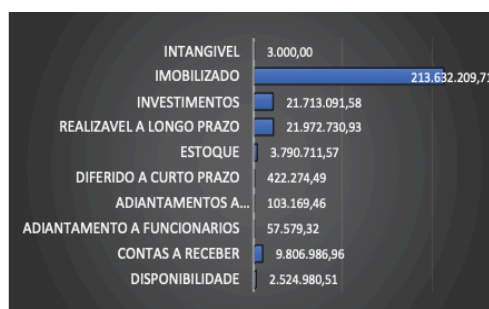 INTANGIVEL 3.000,00
IMOBILIZADO 213.632.209,71
INVESTIMENTOS 21.713.091,58
REALIZAVEL A LONGO PRAZO 21.972.730,93
ESTOQUE 3.790.711,57
DIFERIDO A CURTO PRAZO 422.274,49
ADIANTAMENTOS A... 103.169,46
ADIANTAMENTO A FUNCIONARIOS 57.579,32
CONTAS A RECEBER 9.806.986,96
DISPONIBILIDADE 2.524.980,51